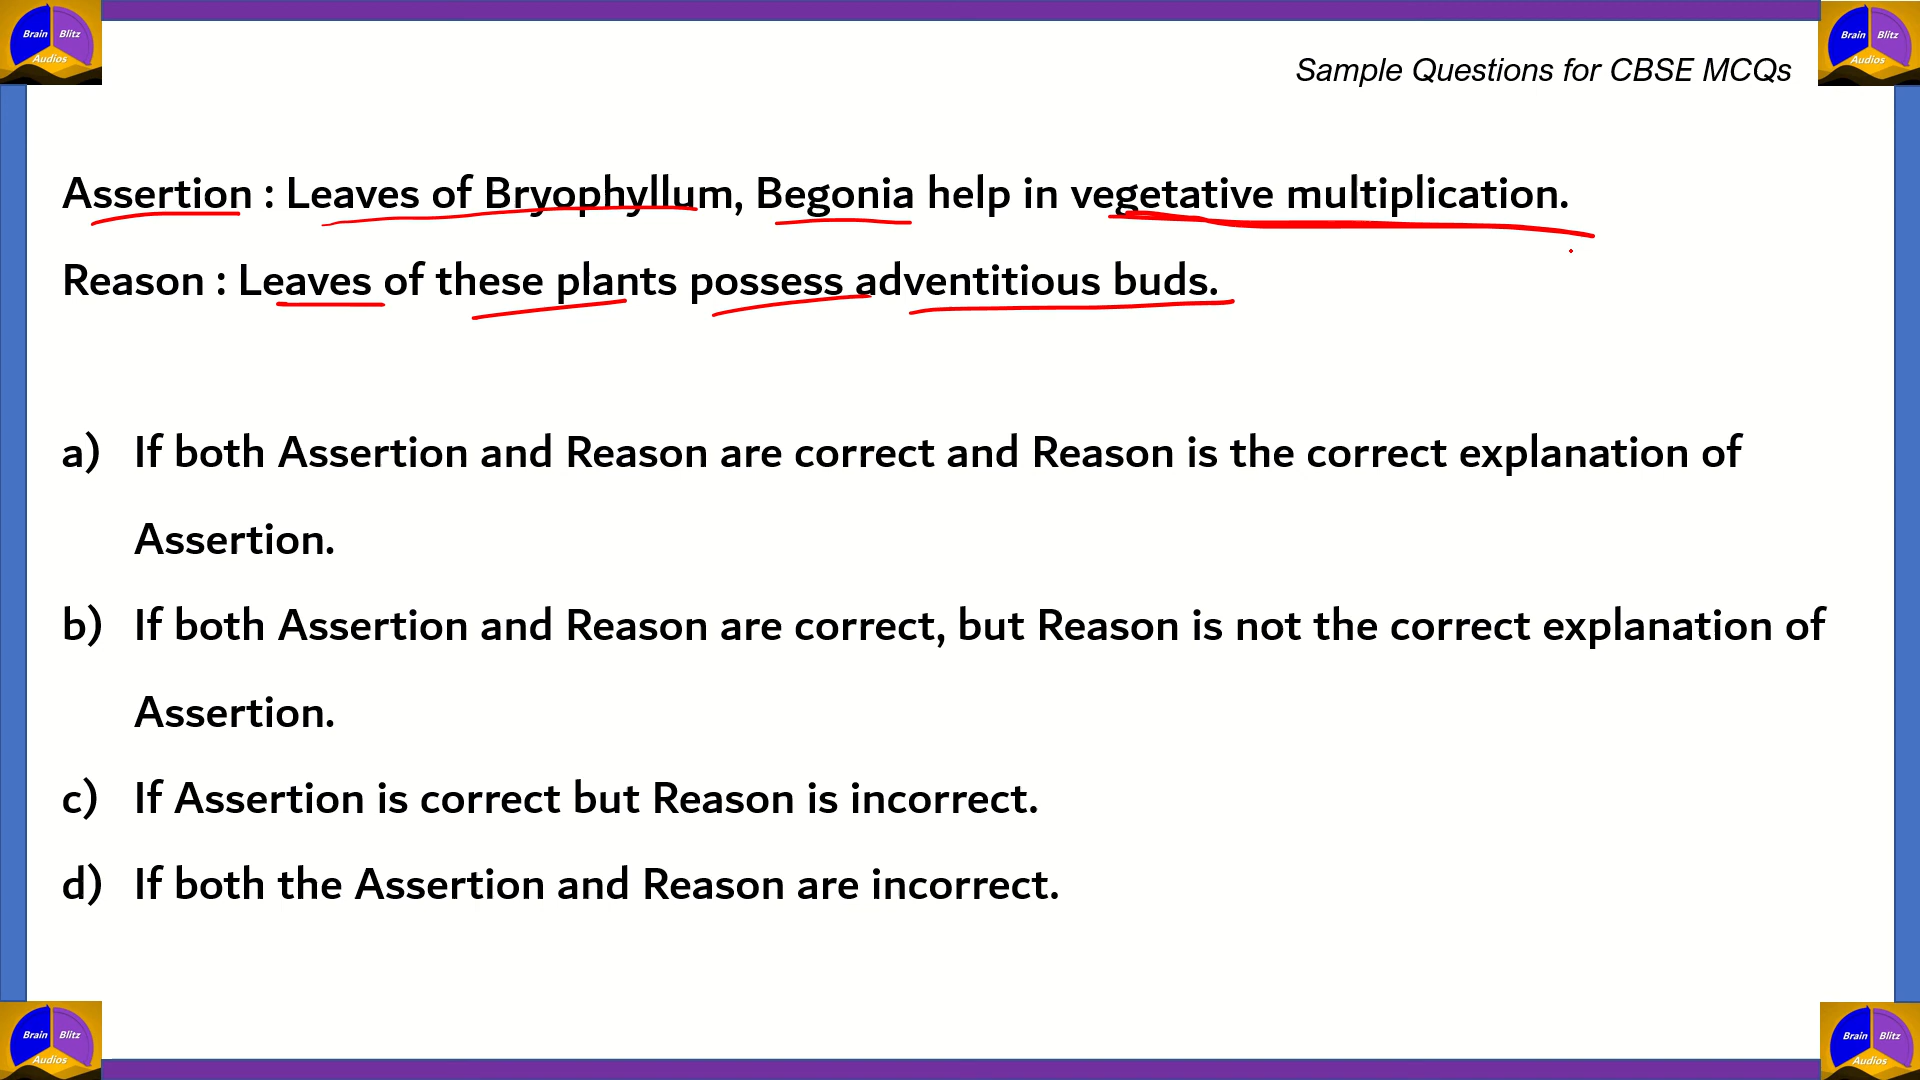 Brain Blitz
Audios
Brain Blitz
Audios
Sample Questions for CBSE MCQs
Assertion : Leaves of Bryophyllum, Begonia help in vegetative multiplication.
Reason : Leaves of these plants possess adventitious buds.
a) If both Assertion and Reason are correct and Reason is the correct explanation of
Assertion.
b) If both Assertion and Reason are correct, but Reason is not the correct explanation of
Assertion.
c) If Assertion is correct but Reason is incorrect.
d) If both the Assertion and Reason are incorrect.
Brain Blitz
Audios
Brain Blitz
Audios